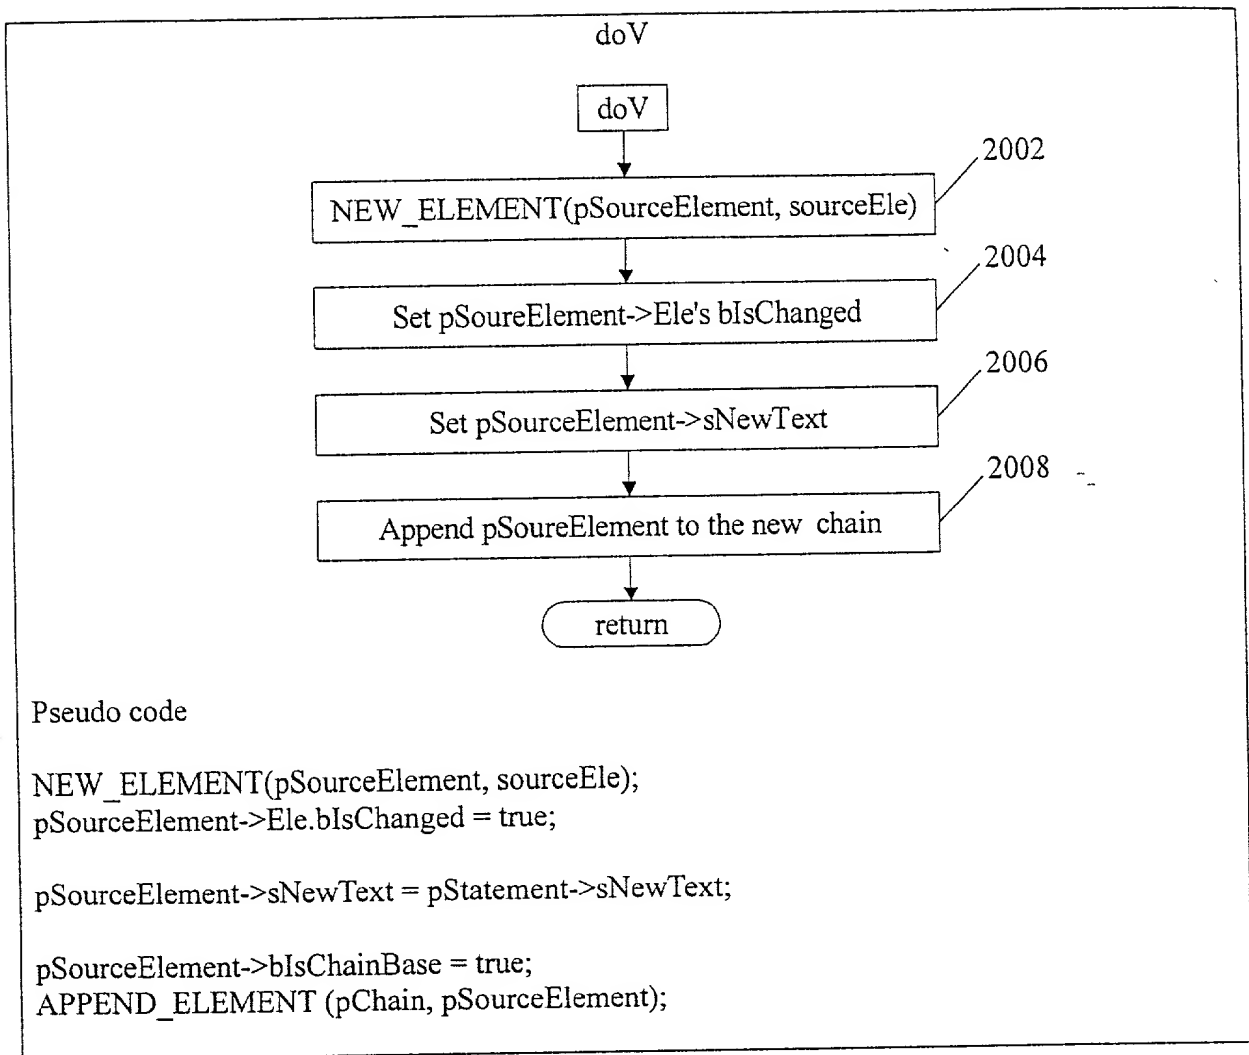 doV
doV
2002
NEW_ELEMENT(pSourceElement, sourceEle)
2004
Set pSoureElement->Ele's bIsChanged
2006
Set pSourceElement->sNewText
2008
Append pSoureElement to the new chain
return
Pseudo code
NEW_ELEMENT(pSourceElement, sourceEle);
pSourceElement->Ele.bIsChanged = true;
pSourceElement->sNewText = pStatement->sNewText;
pSourceElement->bIsChainBase = true;
APPEND_ELEMENT (pChain, pSourceElement);